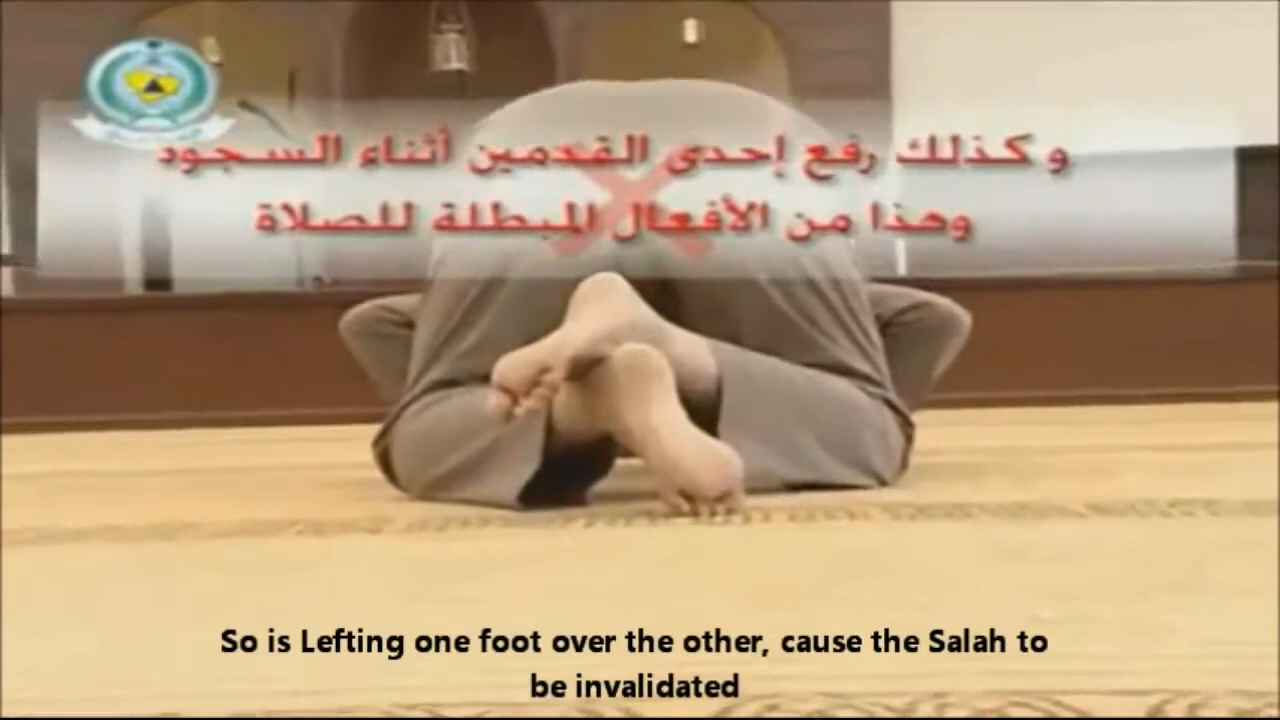 و كذلك رفع إحدى القدمين أثناء السجود
وهذا من الأفعال المبطلة للصلاة
So is Lefting one foot over the other, cause the Salah to
be invalidated